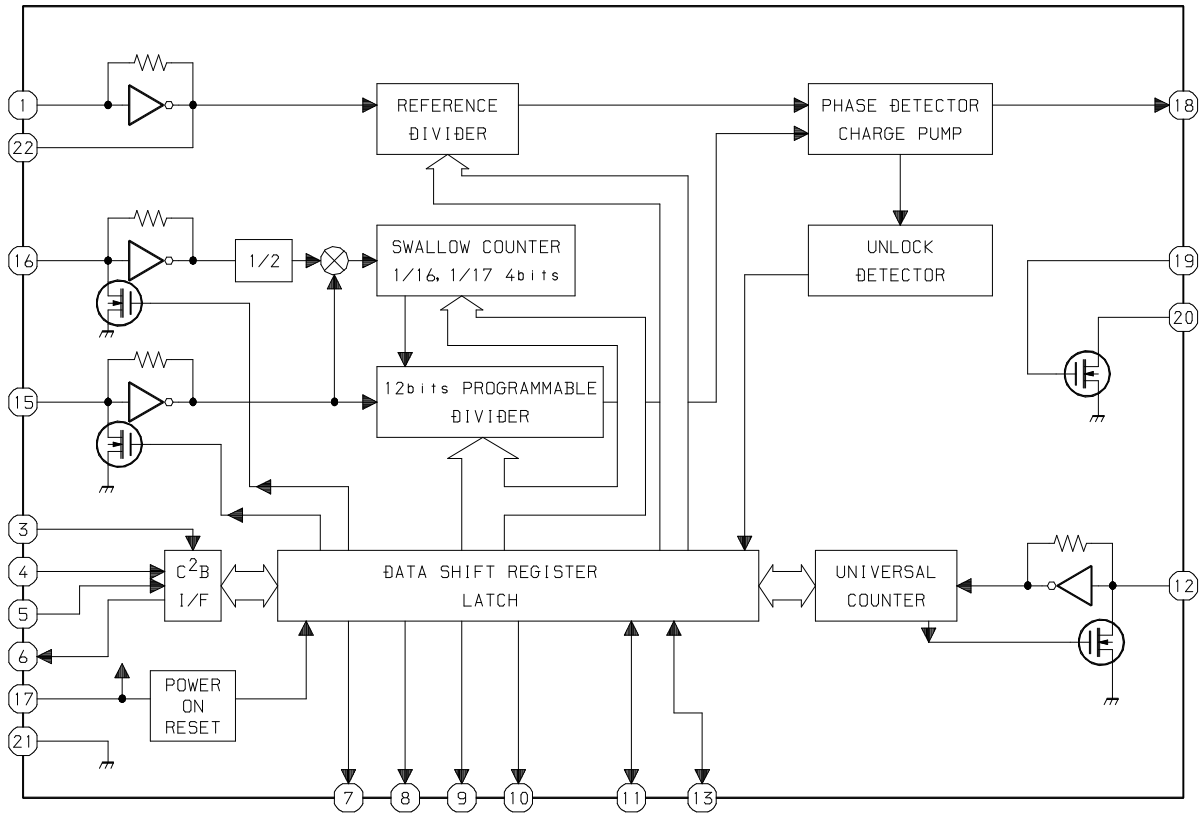 1
REFERENCE
DIVIDER
PHASE DETECTOR
CHARGE PUMP
18
22
16
1/2
SWALLOW COUNTER
1/16, 1/17 4bits
UNLOCK
DETECTOR
19
20
15
12bits PROGRAMMABLE
DIVIDER
3
4
5
6
C²B
I/F
DATA SHIFT REGISTER
LATCH
UNIVERSAL
COUNTER
12
17
POWER
ON
RESET
21
7
8
9
10
11
13